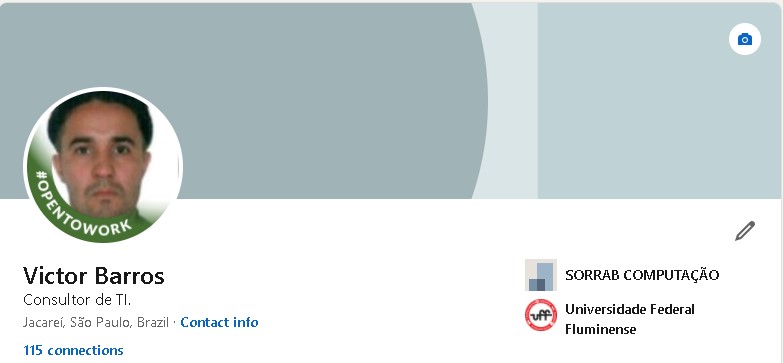 #OPENTOWORK
Victor Barros
Consultor de TI.
Jacareí, São Paulo, Brazil · Contact info
115 connections
SORRAB COMPUTAÇÃO
uff
Universidade Federal
Fluminense